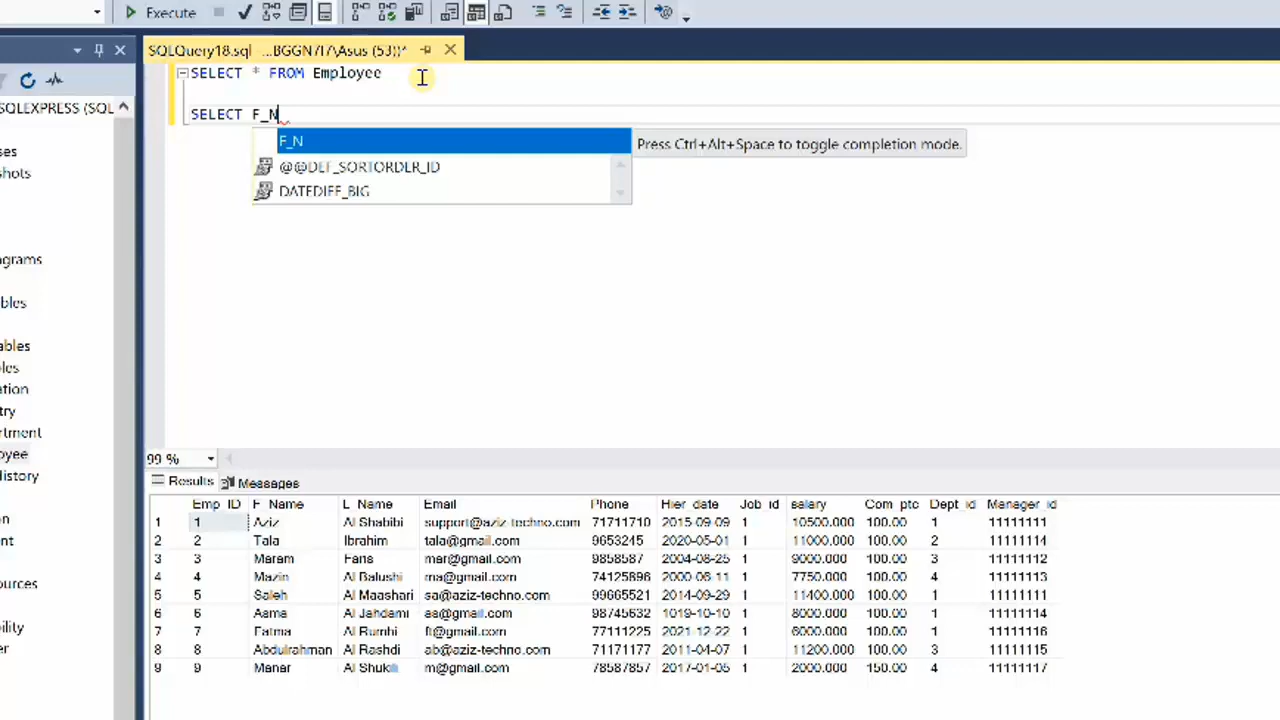 Execute
SQLQuery18.sql ...BGGN7I7\Asus (53))*
SELECT * FROM Employee
SQLEXPRESS (SQL
SELECT F_N
F_N
Press Ctrl+Alt+Space to toggle completion mode.
@@DEF_SORTORDER_ID
DATEDIFF_BIG
ses
shots
agrams
bles
ables
les
ation
try
rtment
oyee
History
n
nt
ources
bility
er
99 %
Results Messages
Emp_ID F_Name L_Name Email Phone Hier_date Job_id salary Com_ptc Dept_id Manager_id
1 1 Aziz Al Shabibi support@aziz-techno.com 71711710 2015-09-09 1 10500.000 100.00 1 11111111
2 2 Tala Ibrahim tala@gmail.com 9653245 2020-05-01 1 11000.000 100.00 2 11111114
3 3 Maram Faris mar@gmail.com 9858587 2004-08-25 1 9000.000 100.00 3 11111112
4 4 Mazin Al Balushi ma@gmail.com 74125896 2000-06-11 1 7750.000 100.00 4 11111113
5 5 Saleh Al Maashari sa@aziz-techno.com 99665521 2014-09-29 1 11400.000 100.00 1 11111111
6 6 Asma Al Jahdami as@gmail.com 98745632 1019-10-10 1 8000.000 100.00 1 11111114
7 7 Fatma Al Rumhi ft@gmail.com 77111225 2021-12-22 1 6000.000 100.00 1 11111116
8 8 Abdulrahman Al Rashdi ab@aziz-techno.com 71171177 2011-04-07 1 11200.000 100.00 3 11111115
9 9 Manar Al Shukili m@gmail.com 78587857 2017-01-05 1 2000.000 150.00 4 11111117